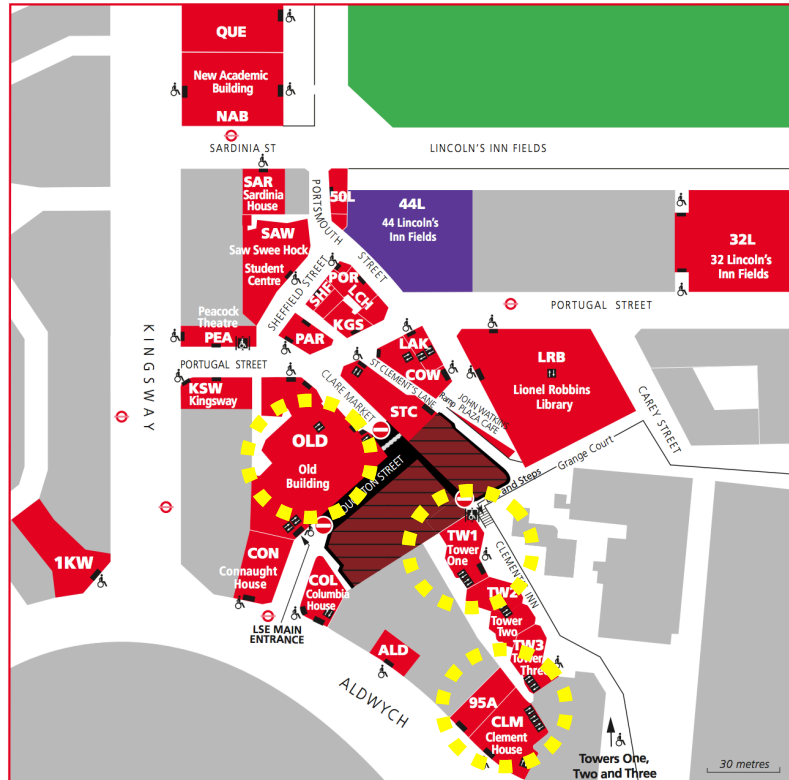 QUE
New Academic
Building
NAB
SARDINIA ST
LINCOLN'S INN FIELDS
SAR
Sardinia
House
PORTSMOUTH
STREET
50L
44L
44 Lincoln's
Inn Fields
32L
32 Lincoln's
Inn Fields
SAW
Saw Swee Hock
Student
Centre
SHEFFIELD STREET
POR
SHF
LCH
KGS
PORTUGAL STREET
Peacock
Theatre
PEA
PAR
KINGSWAY
PORTUGAL STREET
LAK
COW
LRB
Lionel Robbins
Library
CAREY STREET
KSW
Kingsway
CLARE MARKET
ST CLEMENT'S LANE
STC
Ramp
JOHN WATKINS
PLAZA CAFE
OLD
Old
Building
Grange Court
and Steps
TW1
Tower
One
CLEMENT'S INN
1KW
CON
Connaught
House
COL
Columbia
House
TW2
Tower
Two
LSE MAIN
ENTRANCE
ALD
TW3
Tower
Three
ALDWYCH
95A
CLM
Clement
House
Towers One,
Two and Three
30 metres